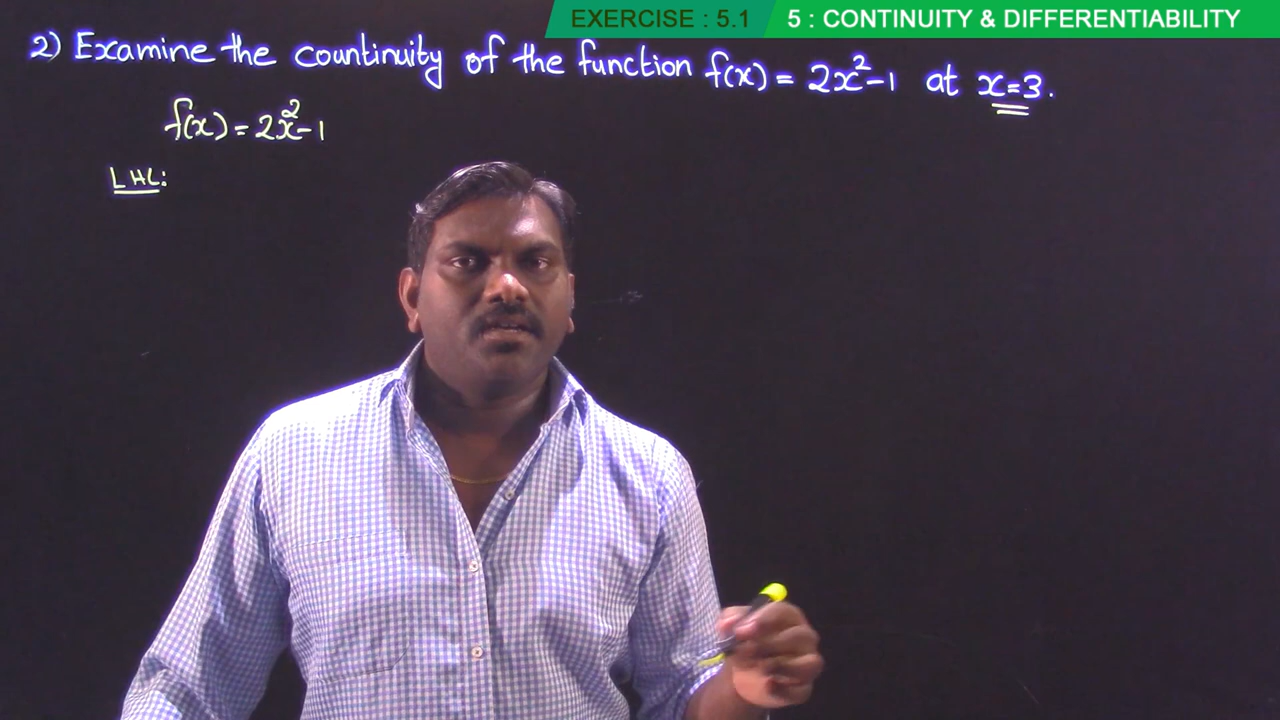 EXERCISE : 5.1 5 : CONTINUITY & DIFFERENTIABILITY
2) Examine the countinuity of the function f(x) = 2x²-1 at x=3.
f(x) = 2x²-1
LHL: